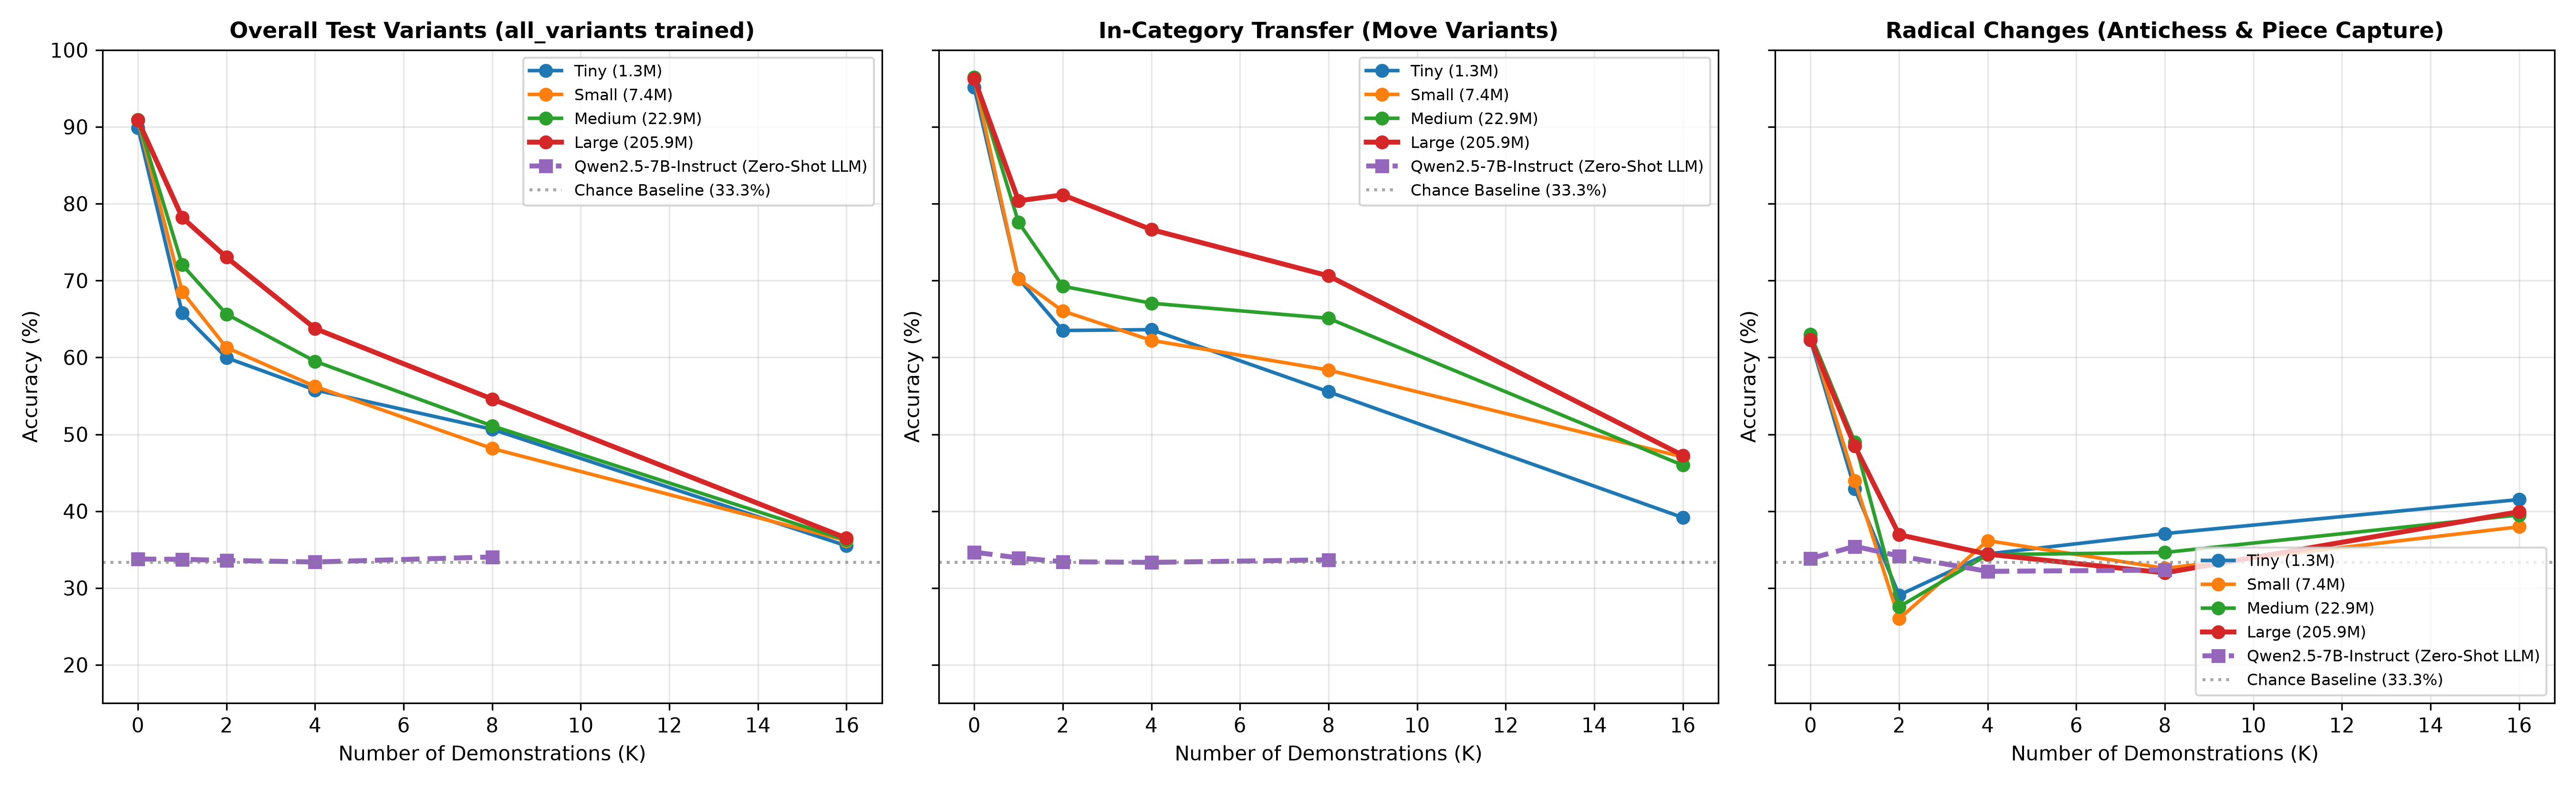 Overall Test Variants (all_variants trained)
Accuracy (%)
100
90
80
70
60
50
40
30
20
Tiny (1.3M)
Small (7.4M)
Medium (22.9M)
Large (205.9M)
Qwen2.5-7B-Instruct (Zero-Shot LLM)
Chance Baseline (33.3%)
0 2 4 6 8 10 12 14 16
Number of Demonstrations (K)
In-Category Transfer (Move Variants)
Accuracy (%)
Tiny (1.3M)
Small (7.4M)
Medium (22.9M)
Large (205.9M)
Qwen2.5-7B-Instruct (Zero-Shot LLM)
Chance Baseline (33.3%)
0 2 4 6 8 10 12 14 16
Number of Demonstrations (K)
Radical Changes (Antichess & Piece Capture)
Accuracy (%)
Tiny (1.3M)
Small (7.4M)
Medium (22.9M)
Large (205.9M)
Qwen2.5-7B-Instruct (Zero-Shot LLM)
Chance Baseline (33.3%)
0 2 4 6 8 10 12 14 16
Number of Demonstrations (K)